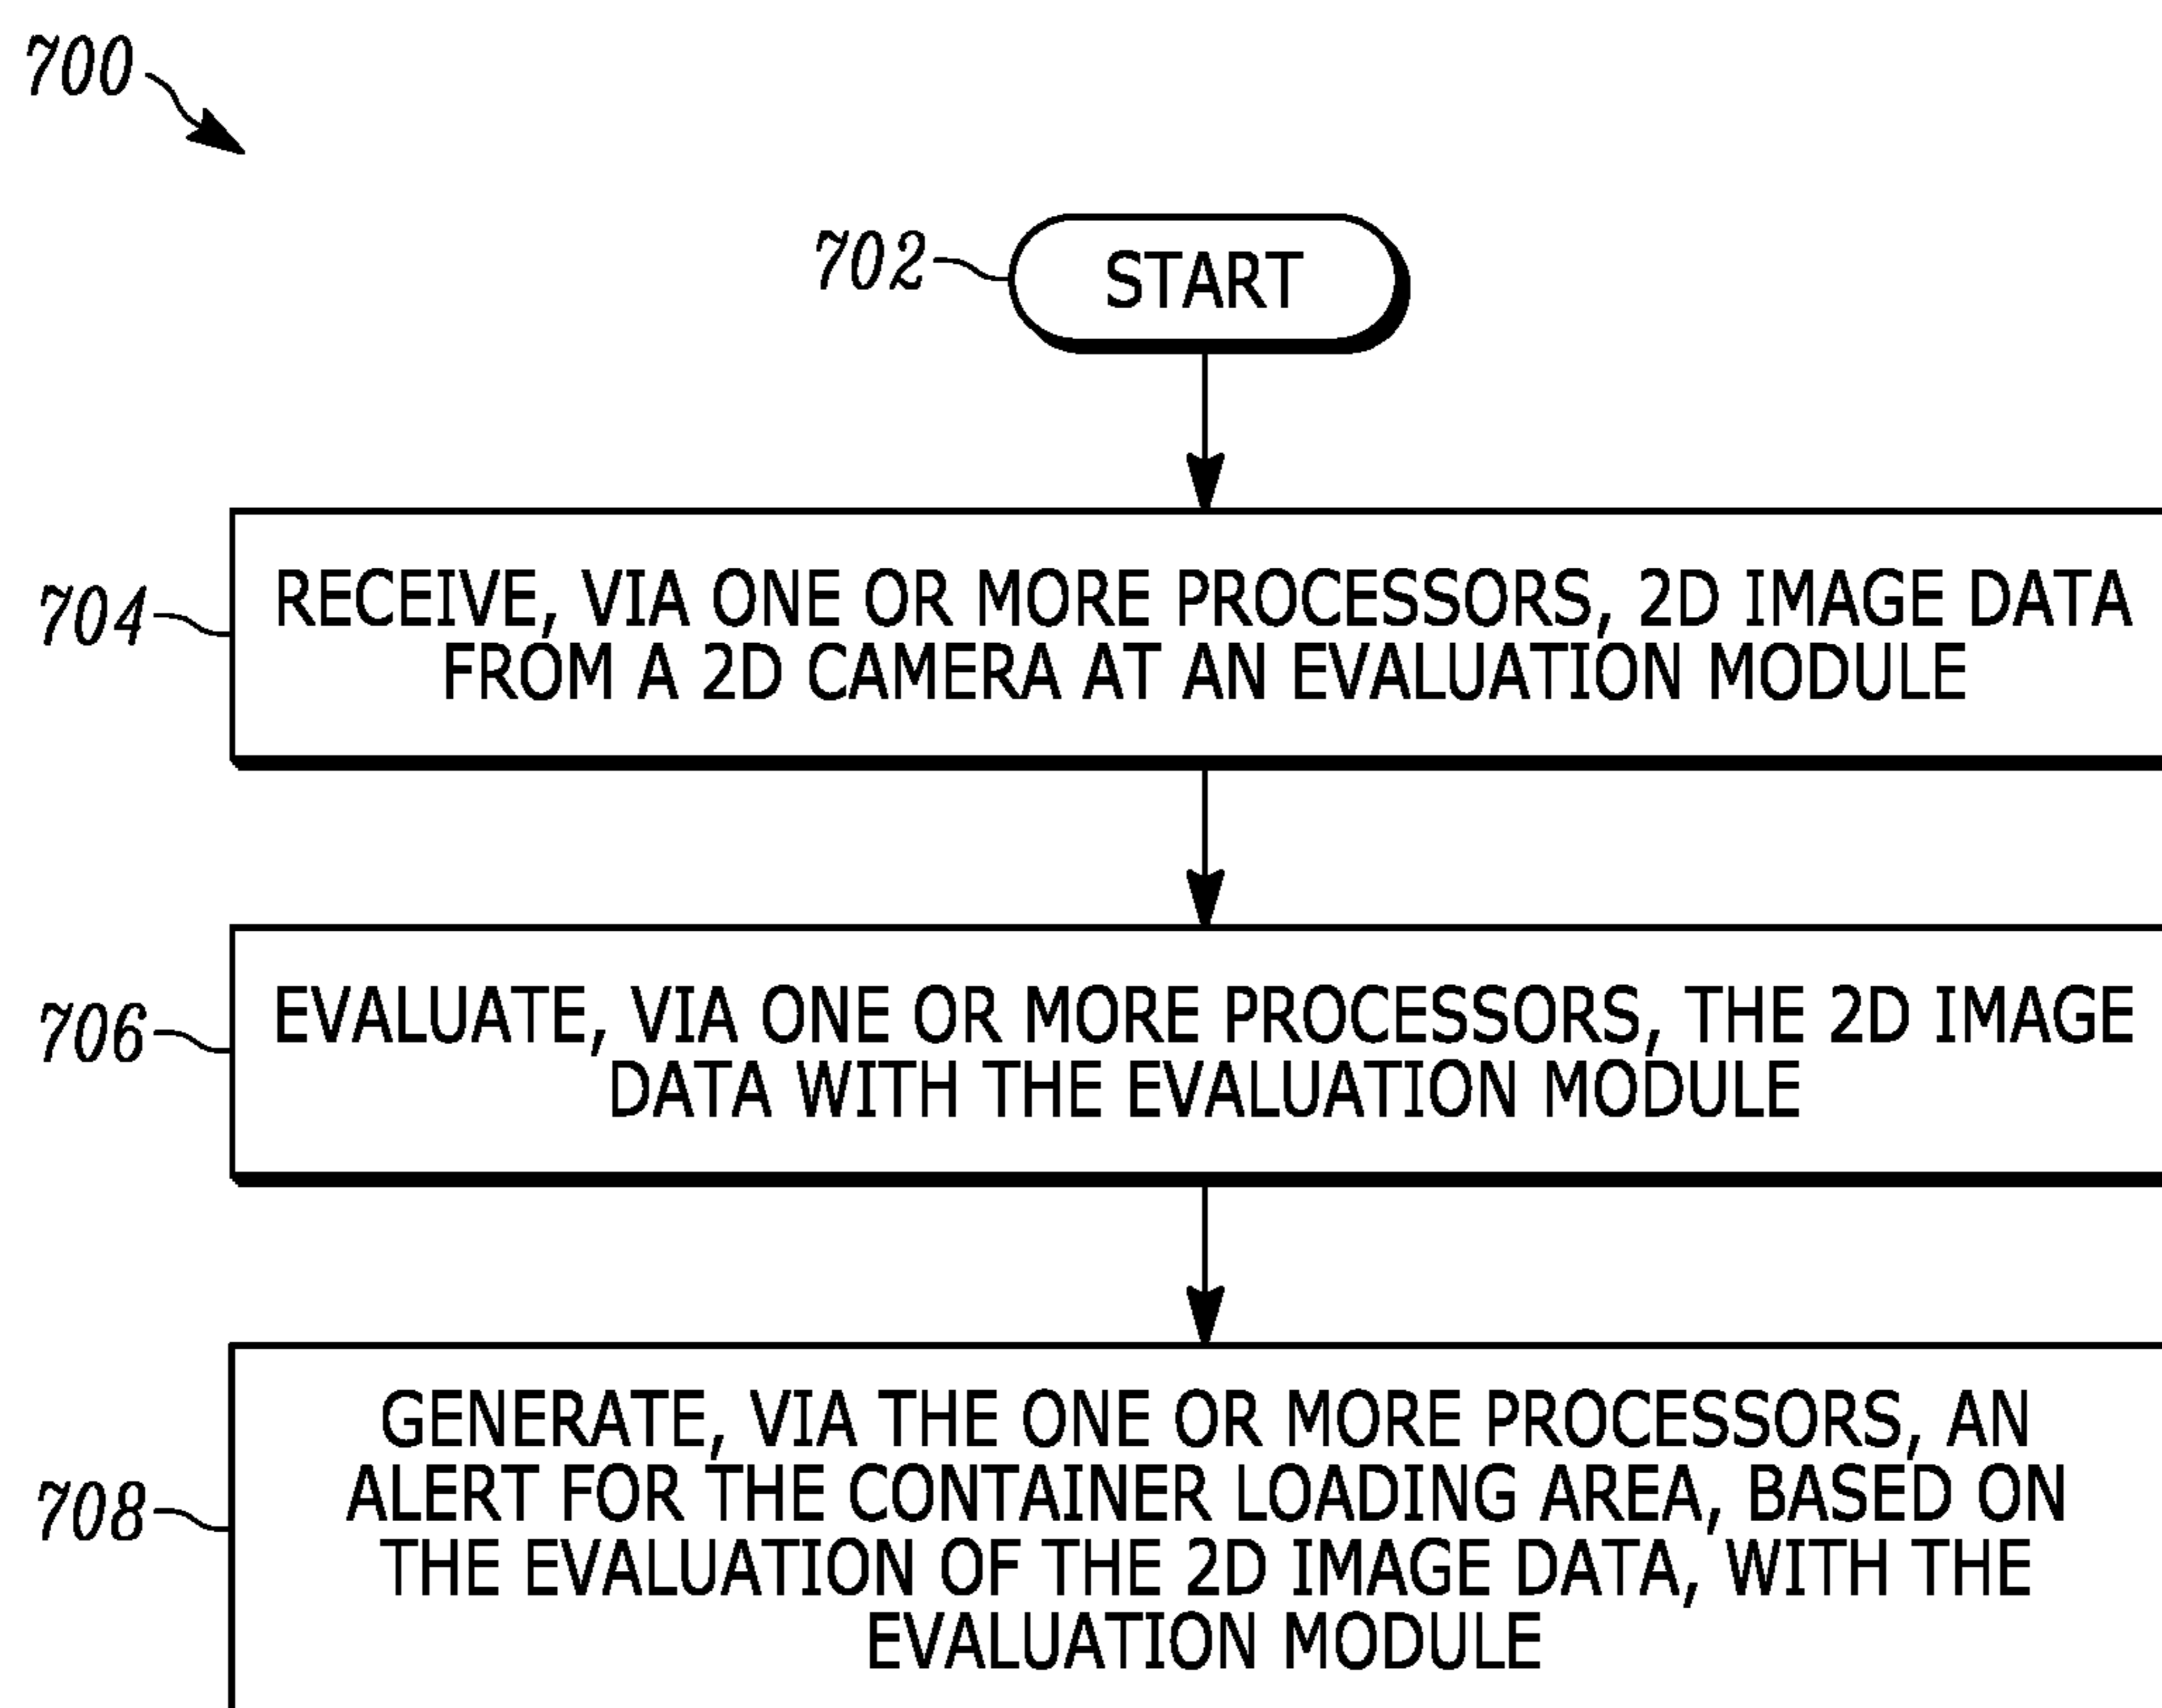 700
702
START
704
RECEIVE, VIA ONE OR MORE PROCESSORS, 2D IMAGE DATA
FROM A 2D CAMERA AT AN EVALUATION MODULE
706
EVALUATE, VIA ONE OR MORE PROCESSORS, THE 2D IMAGE
DATA WITH THE EVALUATION MODULE
708
GENERATE, VIA THE ONE OR MORE PROCESSORS, AN
ALERT FOR THE CONTAINER LOADING AREA, BASED ON
THE EVALUATION OF THE 2D IMAGE DATA, WITH THE
EVALUATION MODULE